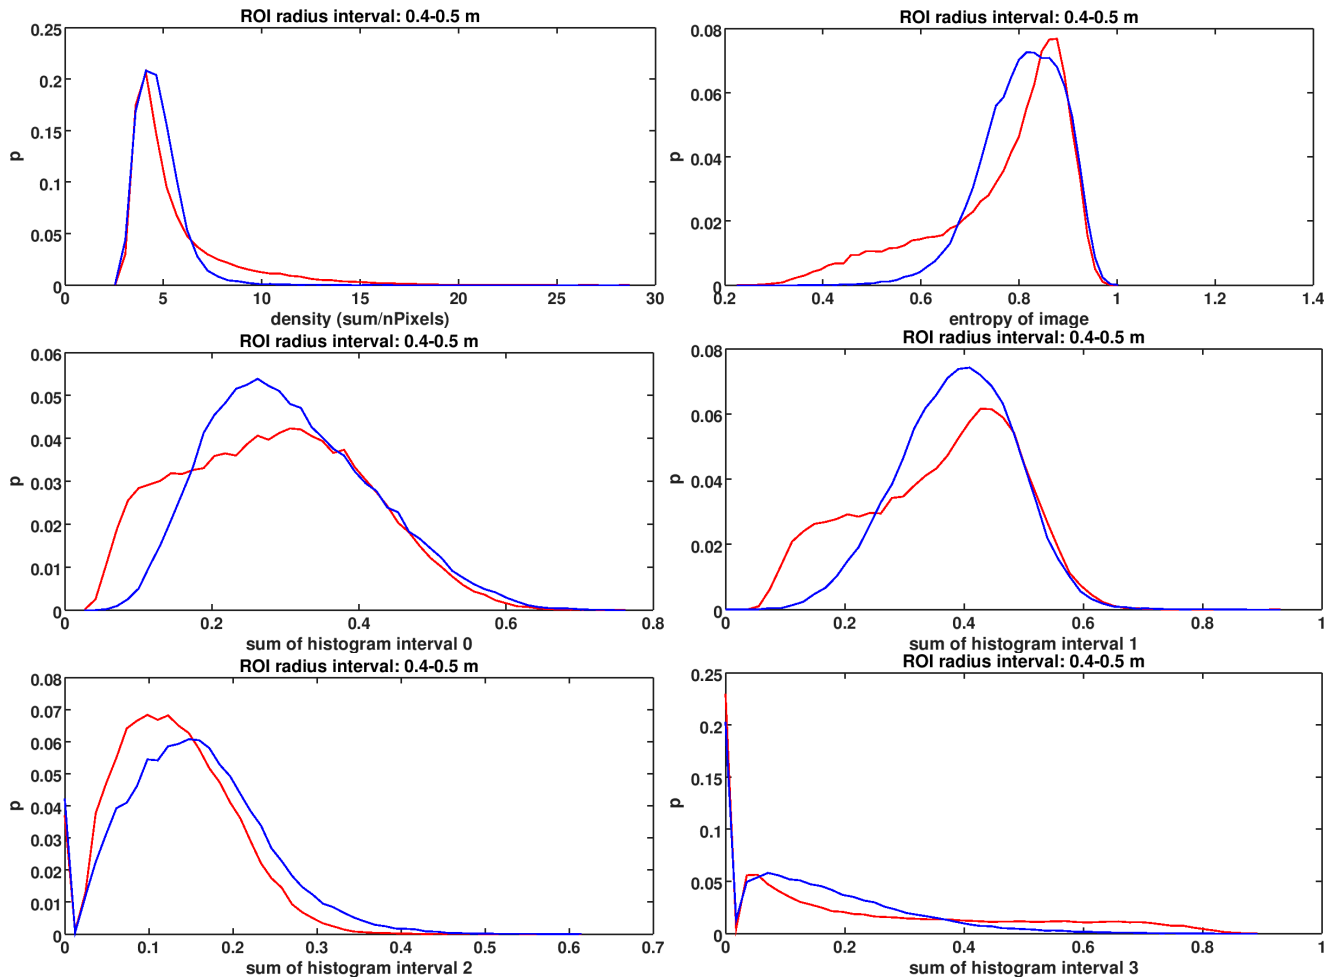 ROI radius interval: 0.4-0.5 m
0.25
0.2
0.15
0.1
0.05
0
p
0 5 10 15 20 25 30
density (sum/nPixels)
ROI radius interval: 0.4-0.5 m
0.08
0.06
0.04
0.02
0
p
0.2 0.4 0.6 0.8 1 1.2 1.4
entropy of image
ROI radius interval: 0.4-0.5 m
0.06
0.05
0.04
0.03
0.02
0.01
0
p
0.2 0.4 0.6 0.8
sum of histogram interval 0
ROI radius interval: 0.4-0.5 m
0.08
0.06
0.04
0.02
0
p
0 0.2 0.4 0.6 0.8 1
sum of histogram interval 1
ROI radius interval: 0.4-0.5 m
0.08
0.07
0.06
0.05
0.04
0.03
0.02
0.01
0
p
0 0.1 0.2 0.3 0.4 0.5 0.6 0.7
sum of histogram interval 2
ROI radius interval: 0.4-0.5 m
0.25
0.2
0.15
0.1
0.05
0
p
0 0.2 0.4 0.6 0.8 1
sum of histogram interval 3